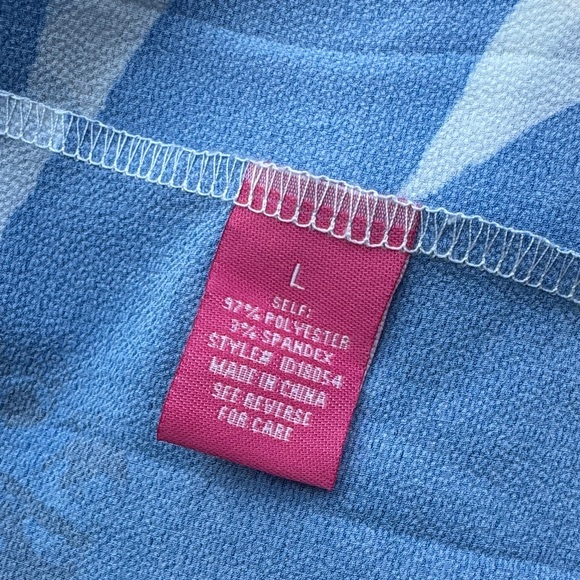 L
SELF:
97% POLYESTER
3% SPANDEX
STYLE# ID18054
MADE IN CHINA
SEE REVERSE
FOR CARE